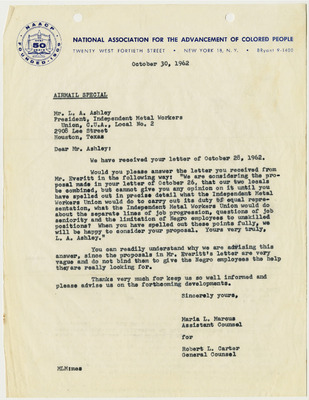 NAACP
50
FOUNDED 1909
NATIONAL ASSOCIATION FOR THE ADVANCEMENT OF COLORED PEOPLE
TWENTY WEST FORTIETH STREET • NEW YORK 18, N. Y. • BRyant 9-1400
October 30, 1962
AIRMAIL SPECIAL
Mr. L. A. Ashley
President, Independent Metal Workers
Union, C.U.A., Local No. 2
2908 Lee Street
Houston, Texas
Dear Mr. Ashley:
We have received your letter of October 28, 1962.
Would you please answer the letter you received from
Mr. Everitt in the following way: "We are considering the pro-
posal made in your letter of October 26, that our two locals
be combined, but cannot give you any opinion on it until you
have spelled out in precise detail what the Independent Metal
Workers Union would do to carry out its duty of equal repre-
sentation, what the Independent Metal Workers Union would do
about the separate lines of job progression, questions of job
seniority and the limitation of Negro employees to unskilled
positions? When you have spelled these points fully, we
will be happy to consider your proposal. Yours very truly,
L. A. Ashley."
You can readily understand why we are advising this
answer, since the proposals in Mr. Everitt's letter are very
vague and do not bind them to give the Negro employees the help
they are really looking for.
Thanks very much for keep us so well informed and
please advise us on the forthcoming developments.
Sincerely yours,
Maria L. Marcus
Assistant Counsel
for
Robert L. Carter
General Counsel
MLM:mes